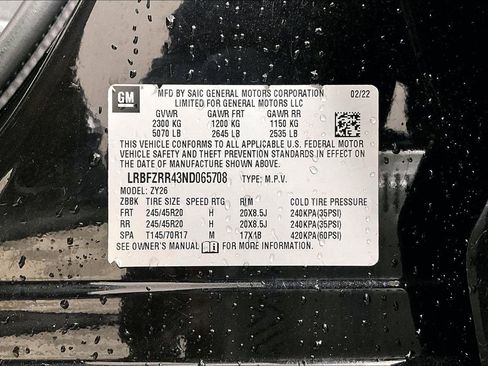 GM
MFD BY SAIC GENERAL MOTORS CORPORATION 02/22
LIMITED FOR GENERAL MOTORS LLC
GVWR GAWR FRT GAWR RR
2300 KG 1200 KG 1150 KG
5070 LB 2645 LB 2535 LB
THIS VEHICLE CONFORMS TO ALL APPLICABLE U.S. FEDERAL MOTOR
VEHICLE SAFETY AND THEFT PREVENTION STANDARDS IN EFFECT ON
THE DATE OF MANUFACTURE SHOWN ABOVE.
LRBFZRR43ND065708 TYPE: M.P.V.
MODEL: ZY26
ZBBK TIRE SIZE SPEED RTG RIM COLD TIRE PRESSURE
FRT 245/45R20 H 20X8.5J 240KPA(35PSI)
RR 245/45R20 H 20X8.5J 240KPA(35PSI)
SPA T145/70R17 M 17X4B 420KPA(60PSI)
SEE OWNER'S MANUAL FOR MORE INFORMATION.